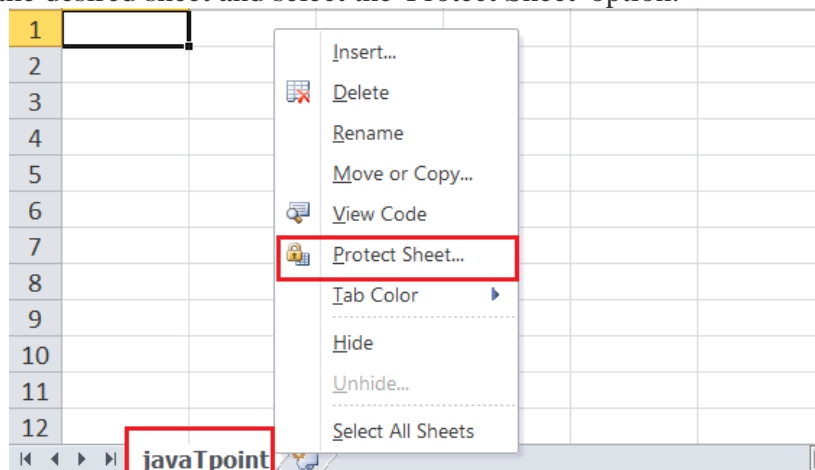 the desired sheet and select the 'Protect Sheet' option.
1
2
3
4
5
6
7
8
9
10
11
12
Insert...
Delete
Rename
Move or Copy...
View Code
Protect Sheet...
Tab Color
Hide
Unhide...
Select All Sheets
javaTpoint